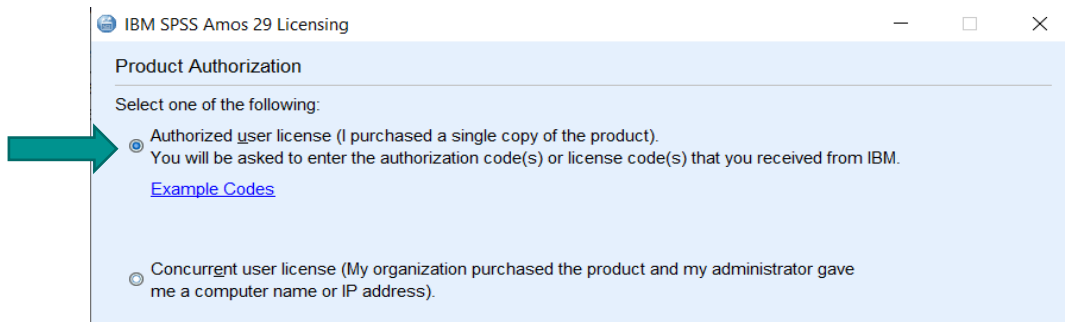 IBM SPSS Amos 29 Licensing
Product Authorization
Select one of the following:
Authorized user license (I purchased a single copy of the product).
You will be asked to enter the authorization code(s) or license code(s) that you received from IBM.
Example Codes
Concurrent user license (My organization purchased the product and my administrator gave
me a computer name or IP address).